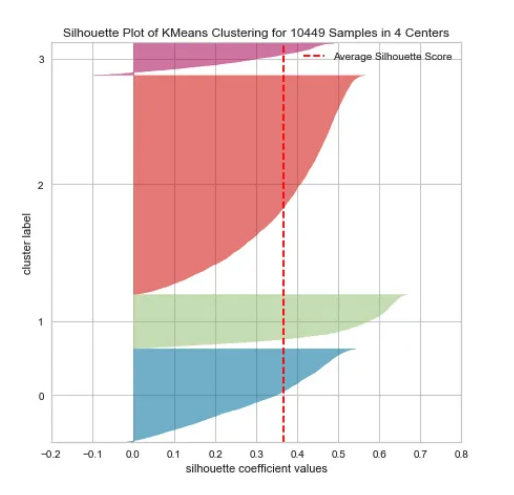 Silhouette Plot of KMeans Clustering for 10449 Samples in 4 Centers
Average Silhouette Score
3
2
1
0
cluster label
−0.2 −0.1 0.0 0.1 0.2 0.3 0.4 0.5 0.6 0.7 0.8
silhouette coefficient values